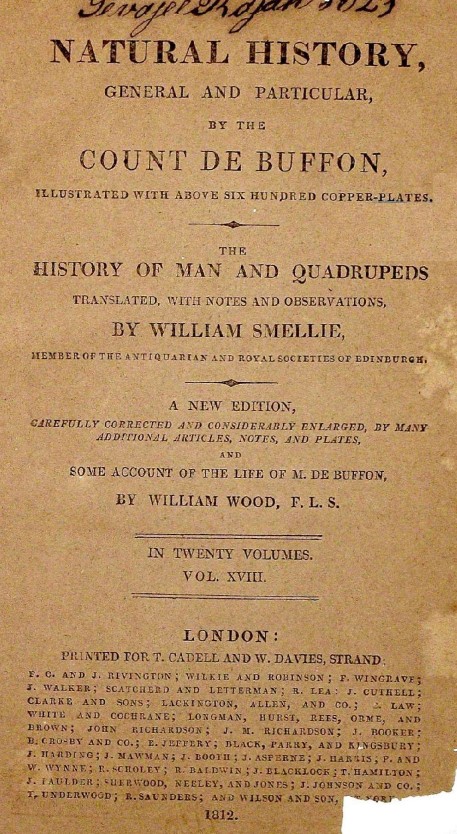 NATURAL HISTORY,
GENERAL AND PARTICULAR,
BY THE
COUNT DE BUFFON,
ILLUSTRATED WITH ABOVE SIX HUNDRED COPPER-PLATES.
THE
HISTORY OF MAN AND QUADRUPEDS
TRANSLATED, WITH NOTES AND OBSERVATIONS,
BY WILLIAM SMELLIE,
MEMBER OF THE ANTIQUARIAN AND ROYAL SOCIETIES OF EDINBURGH.
A NEW EDITION,
CAREFULLY CORRECTED AND CONSIDERABLY ENLARGED, BY MANY
ADDITIONAL ARTICLES, NOTES, AND PLATES,
AND
SOME ACCOUNT OF THE LIFE OF M. DE BUFFON,
BY WILLIAM WOOD, F. L. S.
IN TWENTY VOLUMES.
VOL. XVIII.
LONDON:
PRINTED FOR T. CADELL AND W. DAVIES, STRAND;
F. C. AND J. RIVINGTON; WILKIE AND ROBINSON; F. WINGRAVE;
J. WALKER; SCATCHERD AND LETTERMAN; R. LEA; J. CUTHELL;
CLARKE AND SONS; LACKINGTON, ALLEN, AND CO.; LAW;
WHITE AND COCHRANE; LONGMAN, HURST, REES, ORME, AND
BROWN; JOHN RICHARDSON; J. M. RICHARDSON; J. BOOKER;
B. CROSBY AND CO.; E. JEFFERY; BLACK, PARRY, AND KINGSBURY;
J. HARDING; J. MAWMAN; J. BOOTH; J. ASPERNE; J. HARRIS; P. AND
W. WYNNE; R. SCHOLEY; R. BALDWIN; J. BLACKLOCK; T. HAMILTON;
J. FAULDER; SHERWOOD, NEELEY, AND JONES; J. JOHNSON AND CO.;
T. UNDERWOOD; R. SAUNDERS; AND WILSON AND SON,
1812.